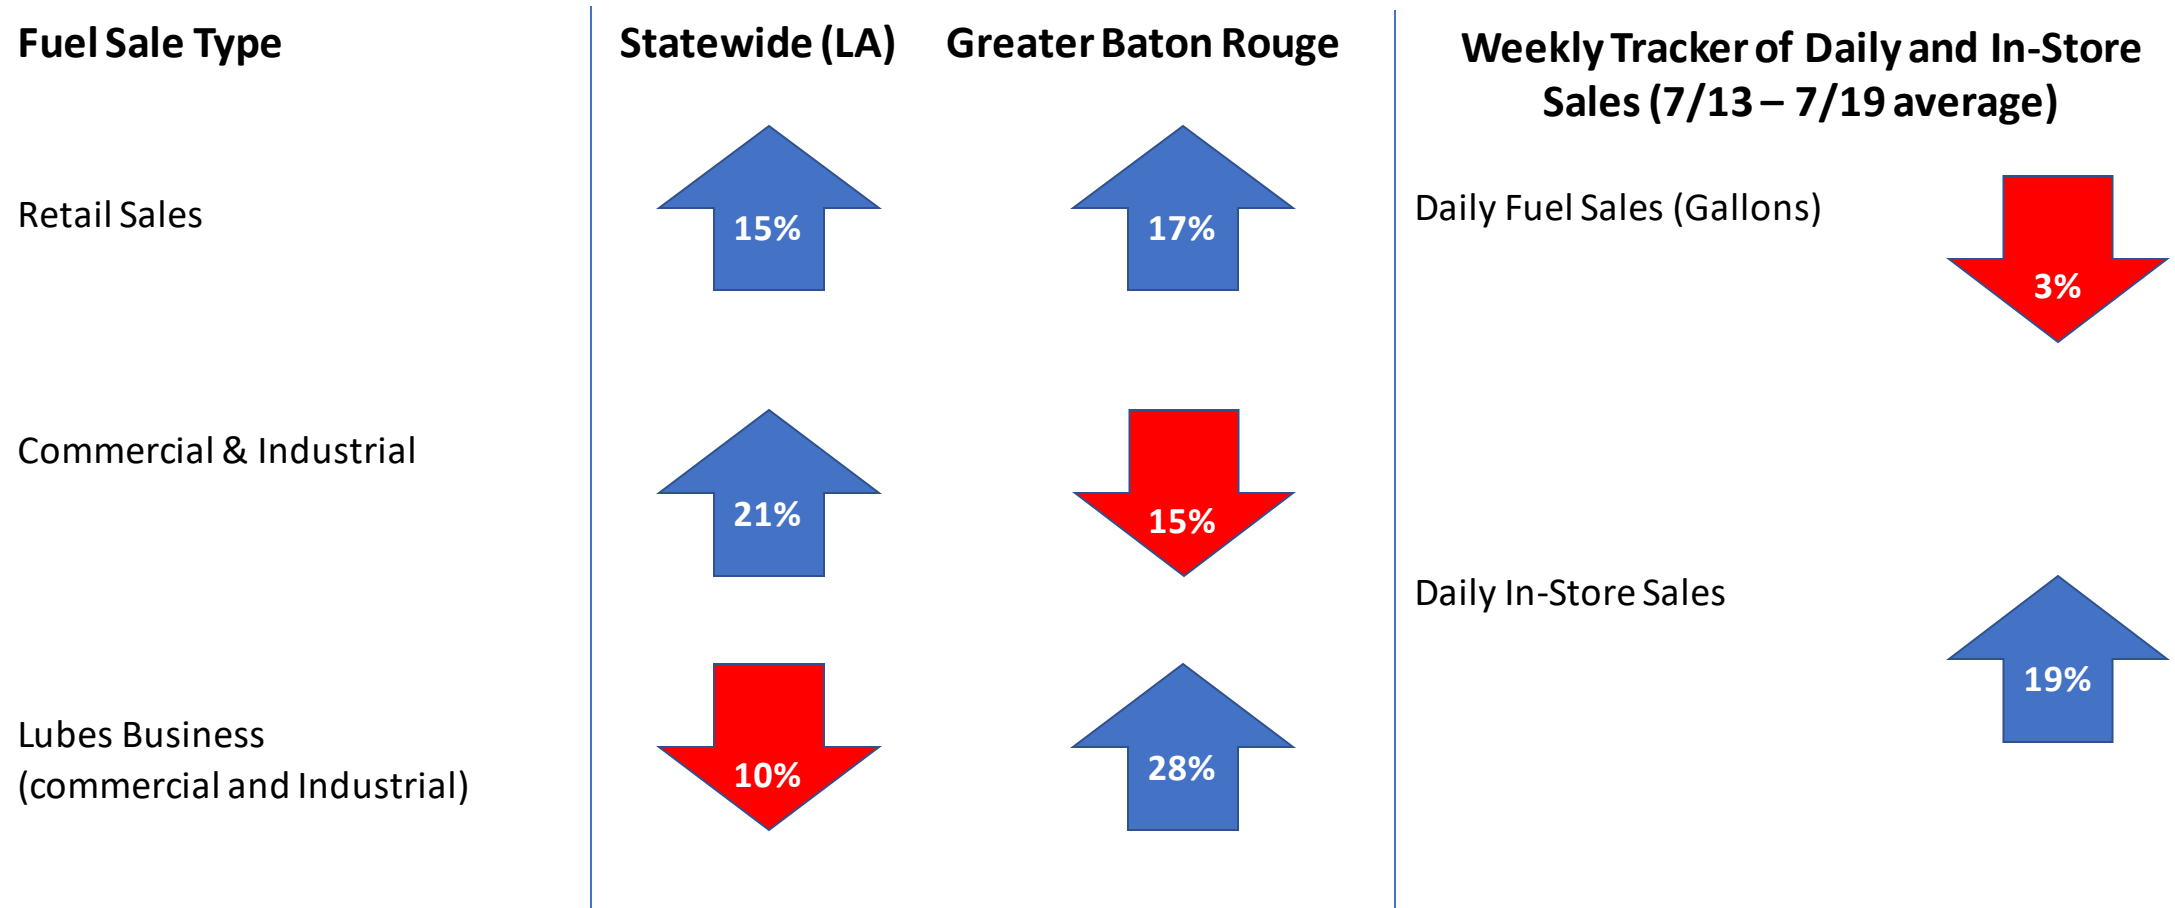 Fuel Sale Type
Statewide (LA)
Greater Baton Rouge
Retail Sales
15%
17%
Commercial & Industrial
21%
15%
Lubes Business
(commercial and Industrial)
10%
28%
Weekly Tracker of Daily and In-Store
Sales (7/13 – 7/19 average)
Daily Fuel Sales (Gallons)
3%
Daily In-Store Sales
19%